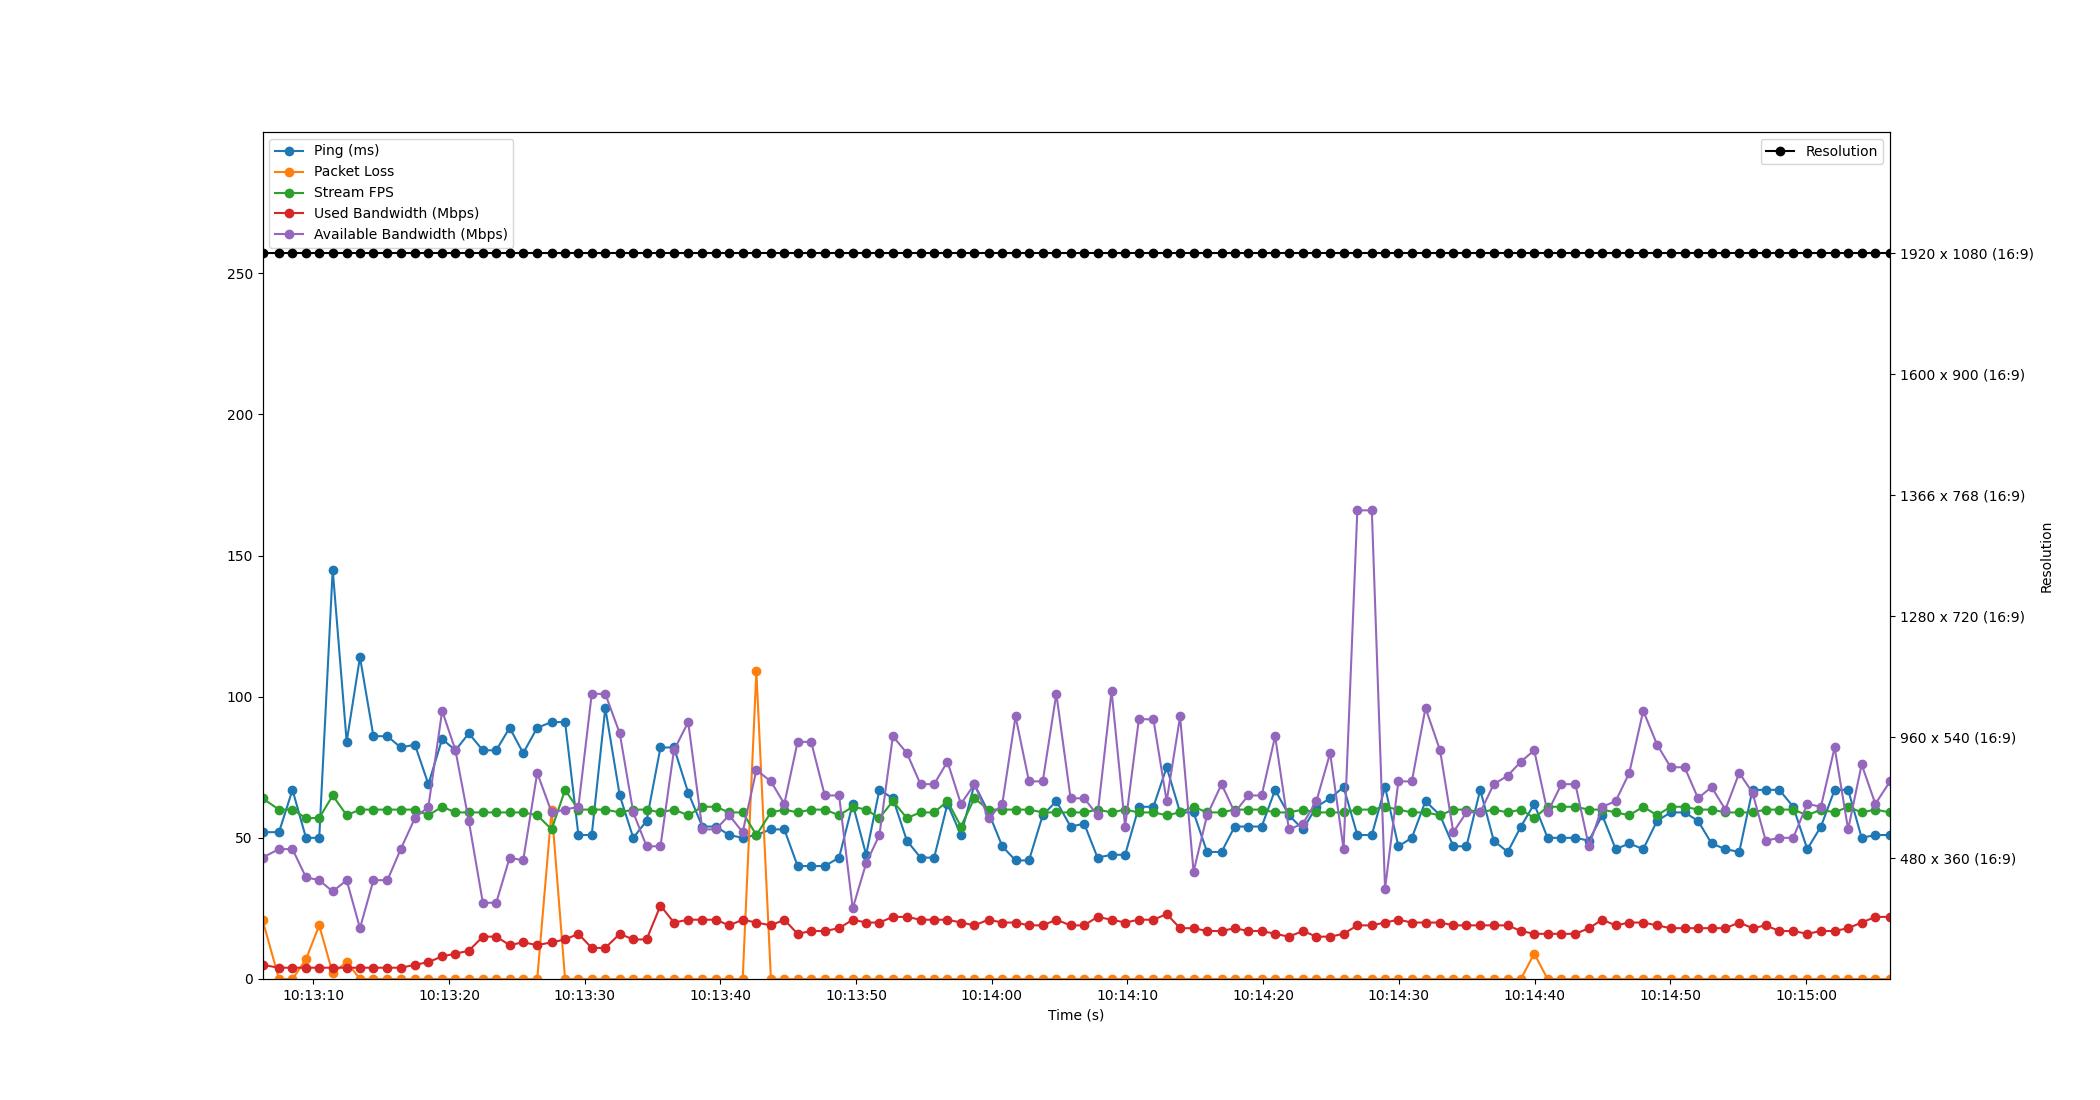 Ping (ms)
Packet Loss
Stream FPS
Used Bandwidth (Mbps)
Available Bandwidth (Mbps)
Resolution
250
200
150
100
50
0
1920 x 1080 (16:9)
1600 x 900 (16:9)
1366 x 768 (16:9)
1280 x 720 (16:9)
960 x 540 (16:9)
480 x 360 (16:9)
Resolution
10:13:10 10:13:20 10:13:30 10:13:40 10:13:50 10:14:00 10:14:10 10:14:20 10:14:30 10:14:40 10:14:50 10:15:00
Time (s)